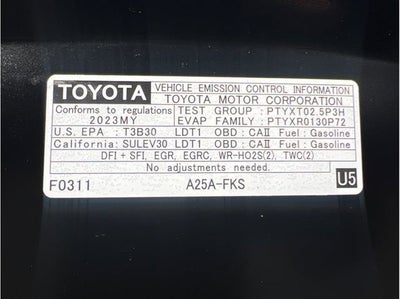 TOYOTA VEHICLE EMISSION CONTROL INFORMATION
TOYOTA MOTOR CORPORATION
Conforms to regulations TEST GROUP : PTYXT02.5P3H
2023MY EVAP FAMILY : PTYXR0130P72
U.S. EPA : T3B30 LDT1 OBD : CAII Fuel : Gasoline
California: SULEV30 LDT1 OBD : CAII Fuel : Gasoline
DFI + SFI, EGR, EGRC, WR-HO2S(2), TWC(2)
No adjustments needed.
F0311 A25A-FKS U5